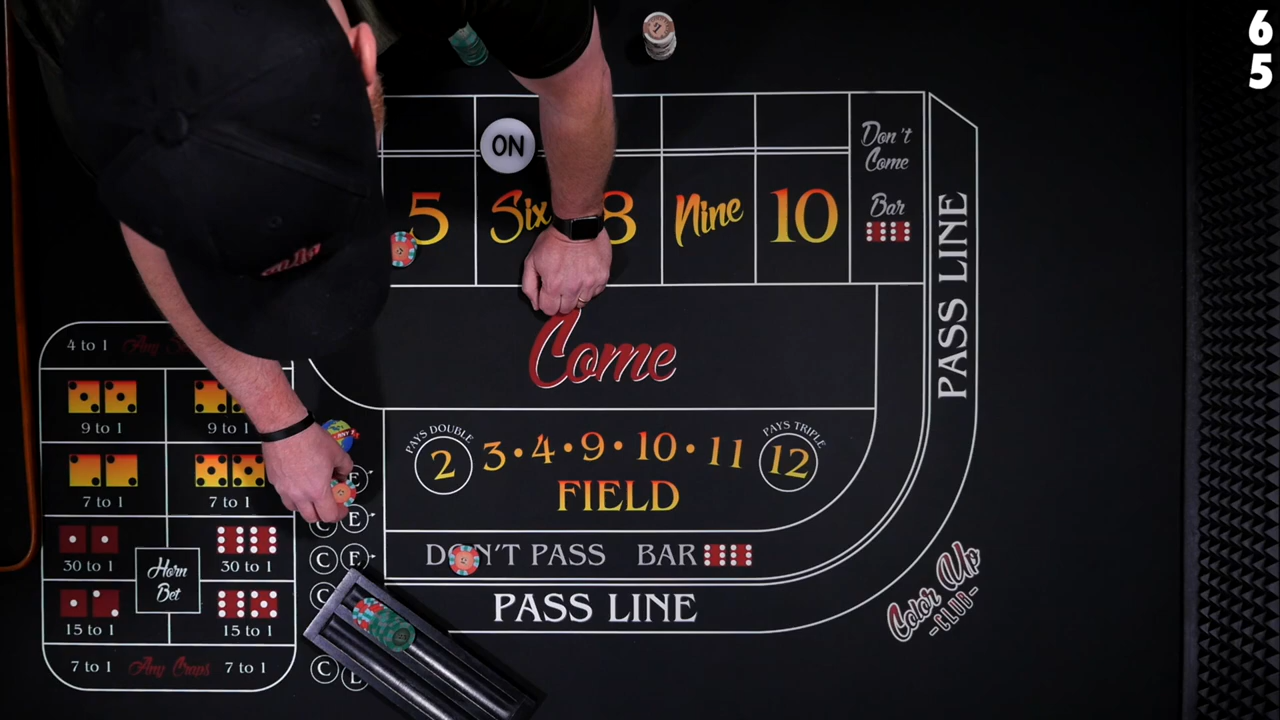 6
5
ON
5 Six 8 Nine 10
Don't
Come
Bar
PASS LINE
Come
4 to 1
9 to 1 9 to 1
7 to 1 7 to 1
30 to 1 30 to 1
Horn
Bet
15 to 1 15 to 1
7 to 1 Any Craps 7 to 1
E
C E
C E
C
C
PAYS DOUBLE
2 3 • 4 • 9 • 10 • 11 12
PAYS TRIPLE
FIELD
DON'T PASS BAR
PASS LINE
Color Up
-CLUB-